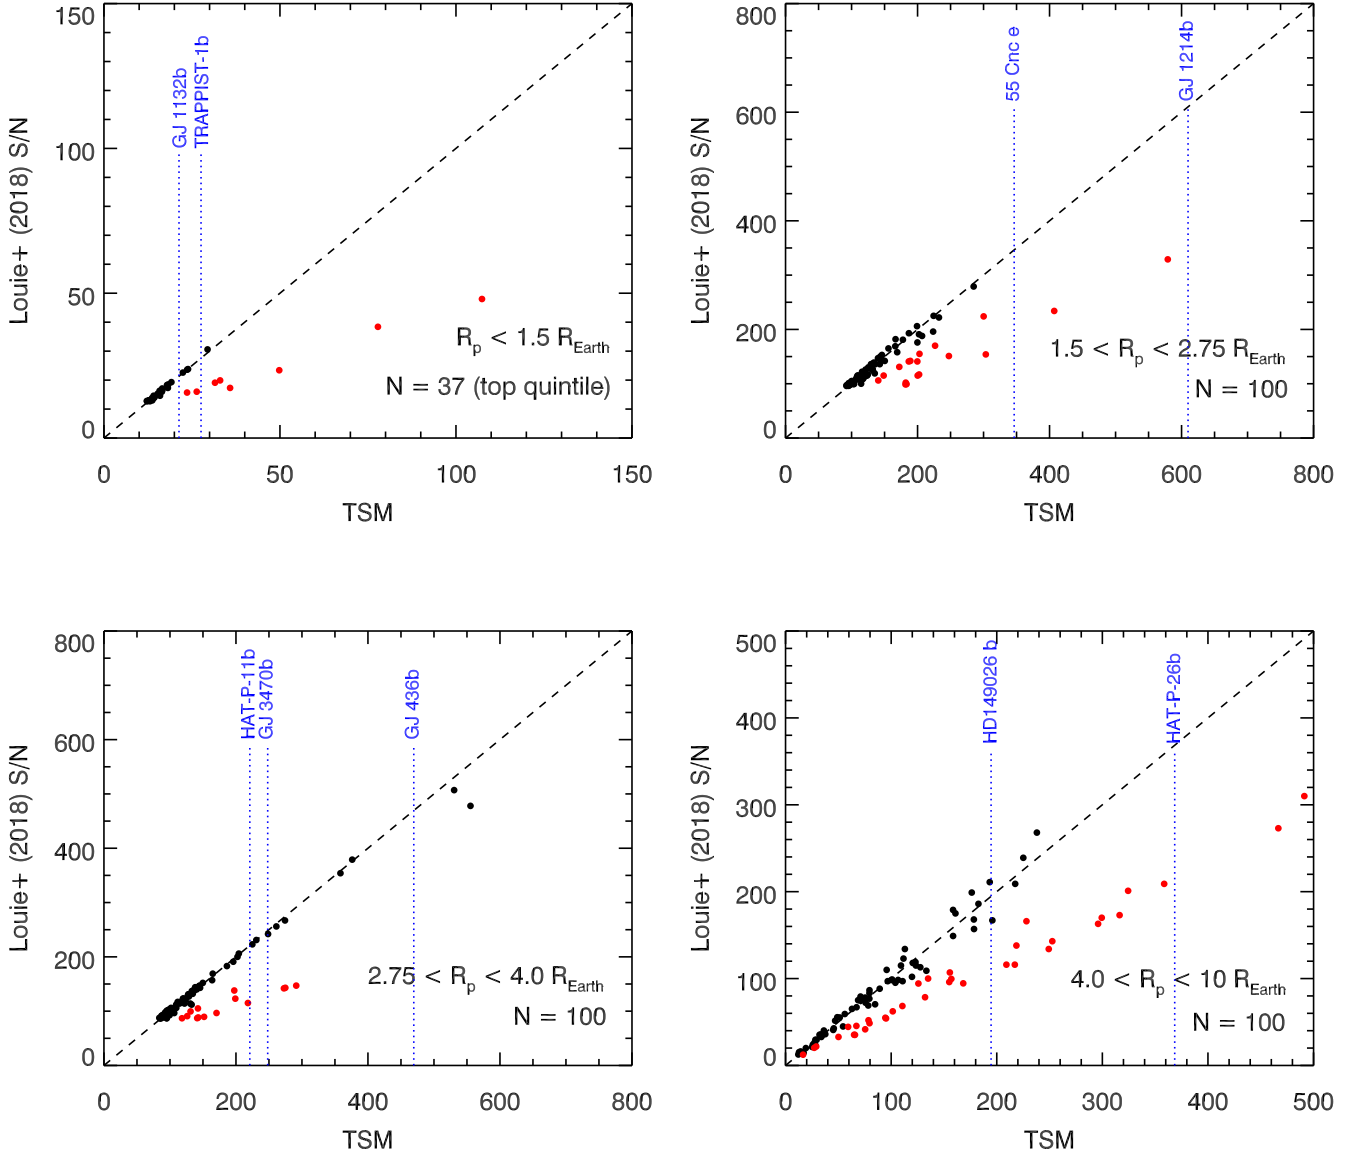 150
100
50
0
Louie+ (2018) S/N
GJ 1132b
TRAPPIST-1b
R_p < 1.5 R_Earth
N = 37 (top quintile)
0 50 100 150
TSM
800
600
400
200
0
Louie+ (2018) S/N
55 Cnc e
GJ 1214b
1.5 < R_p < 2.75 R_Earth
N = 100
0 200 400 600 800
TSM
800
600
400
200
0
Louie+ (2018) S/N
HAT-P-11b
GJ 3470b
GJ 436b
2.75 < R_p < 4.0 R_Earth
N = 100
0 200 400 600 800
TSM
500
400
300
200
100
0
Louie+ (2018) S/N
HD149026 b
HAT-P-26b
4.0 < R_p < 10 R_Earth
N = 100
0 100 200 300 400 500
TSM